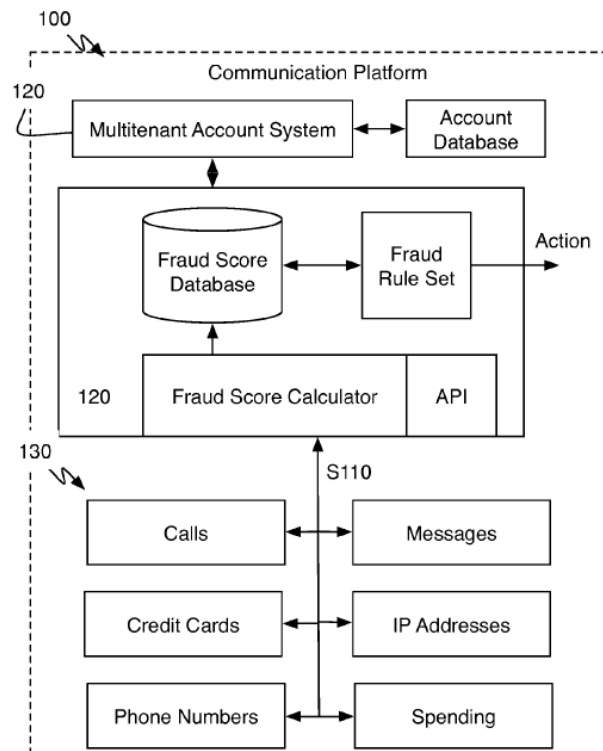 100
Communication Platform
120
Multitenant Account System
Account
Database
Fraud Score
Database
Fraud
Rule Set
Action
120
Fraud Score Calculator
API
130
S110
Calls
Messages
Credit Cards
IP Addresses
Phone Numbers
Spending